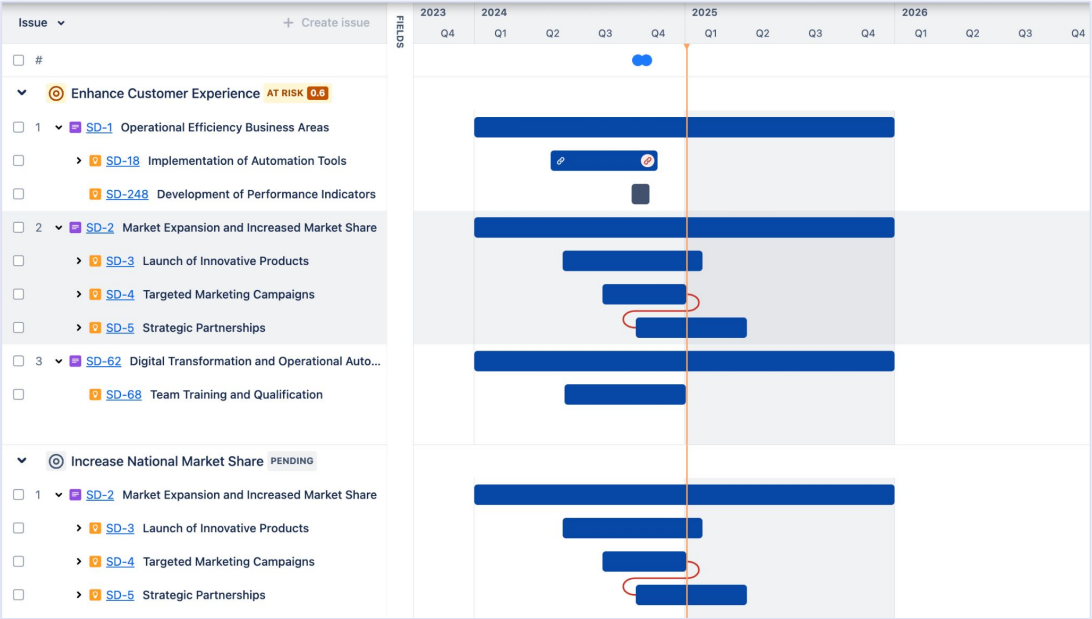 Issue
+ Create issue
FIELDS
2023 2024 2025 2026
Q4 Q1 Q2 Q3 Q4 Q1 Q2 Q3 Q4 Q1 Q2 Q3 Q4
#
Enhance Customer Experience AT RISK 0.6
1 SD-1 Operational Efficiency Business Areas
SD-18 Implementation of Automation Tools
SD-248 Development of Performance Indicators
2 SD-2 Market Expansion and Increased Market Share
SD-3 Launch of Innovative Products
SD-4 Targeted Marketing Campaigns
SD-5 Strategic Partnerships
3 SD-62 Digital Transformation and Operational Auto...
SD-68 Team Training and Qualification
Increase National Market Share PENDING
1 SD-2 Market Expansion and Increased Market Share
SD-3 Launch of Innovative Products
SD-4 Targeted Marketing Campaigns
SD-5 Strategic Partnerships